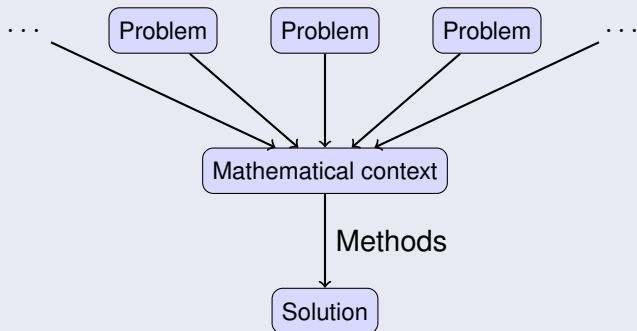 ... Problem Problem Problem ...
Mathematical context
Methods
Solution